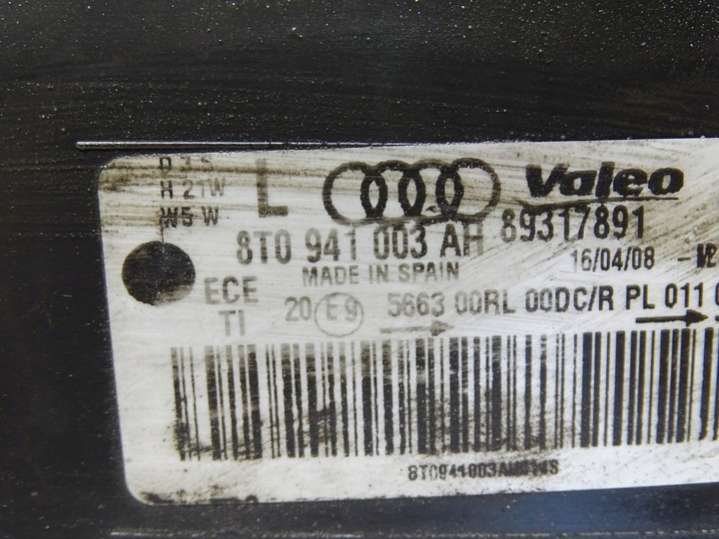 H 21W
W5 W
L Valeo
8T0 941 003 AH 89317891
MADE IN SPAIN 16/04/08
ECE 20 E9 5663 00RL 00DC/R PL 011
TI